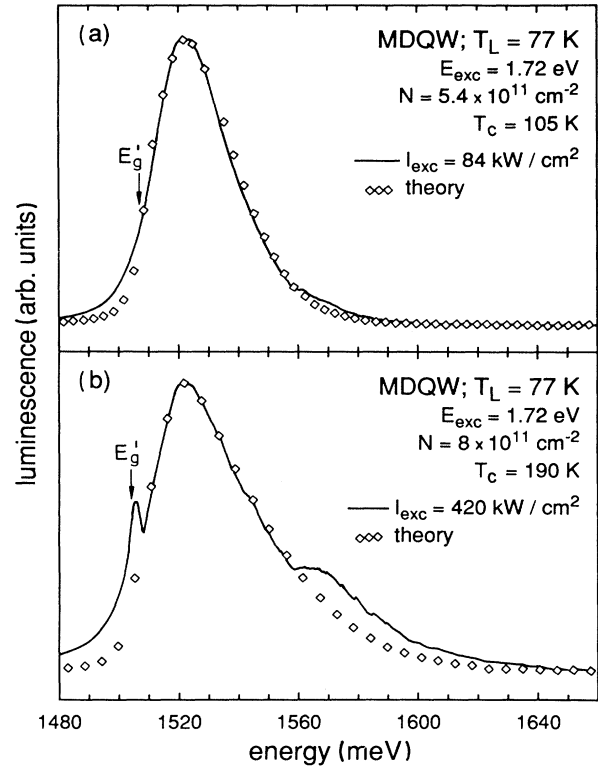 (a)
MDQW; T_L = 77 K
E_exc = 1.72 eV
N = 5.4 x 10^11 cm^-2
T_c = 105 K
I_exc = 84 kW / cm^2
theory
E_g'
(b)
MDQW; T_L = 77 K
E_exc = 1.72 eV
N = 8 x 10^11 cm^-2
T_c = 190 K
I_exc = 420 kW / cm^2
theory
E_g'
luminescence (arb. units)
1480 1520 1560 1600 1640
energy (meV)